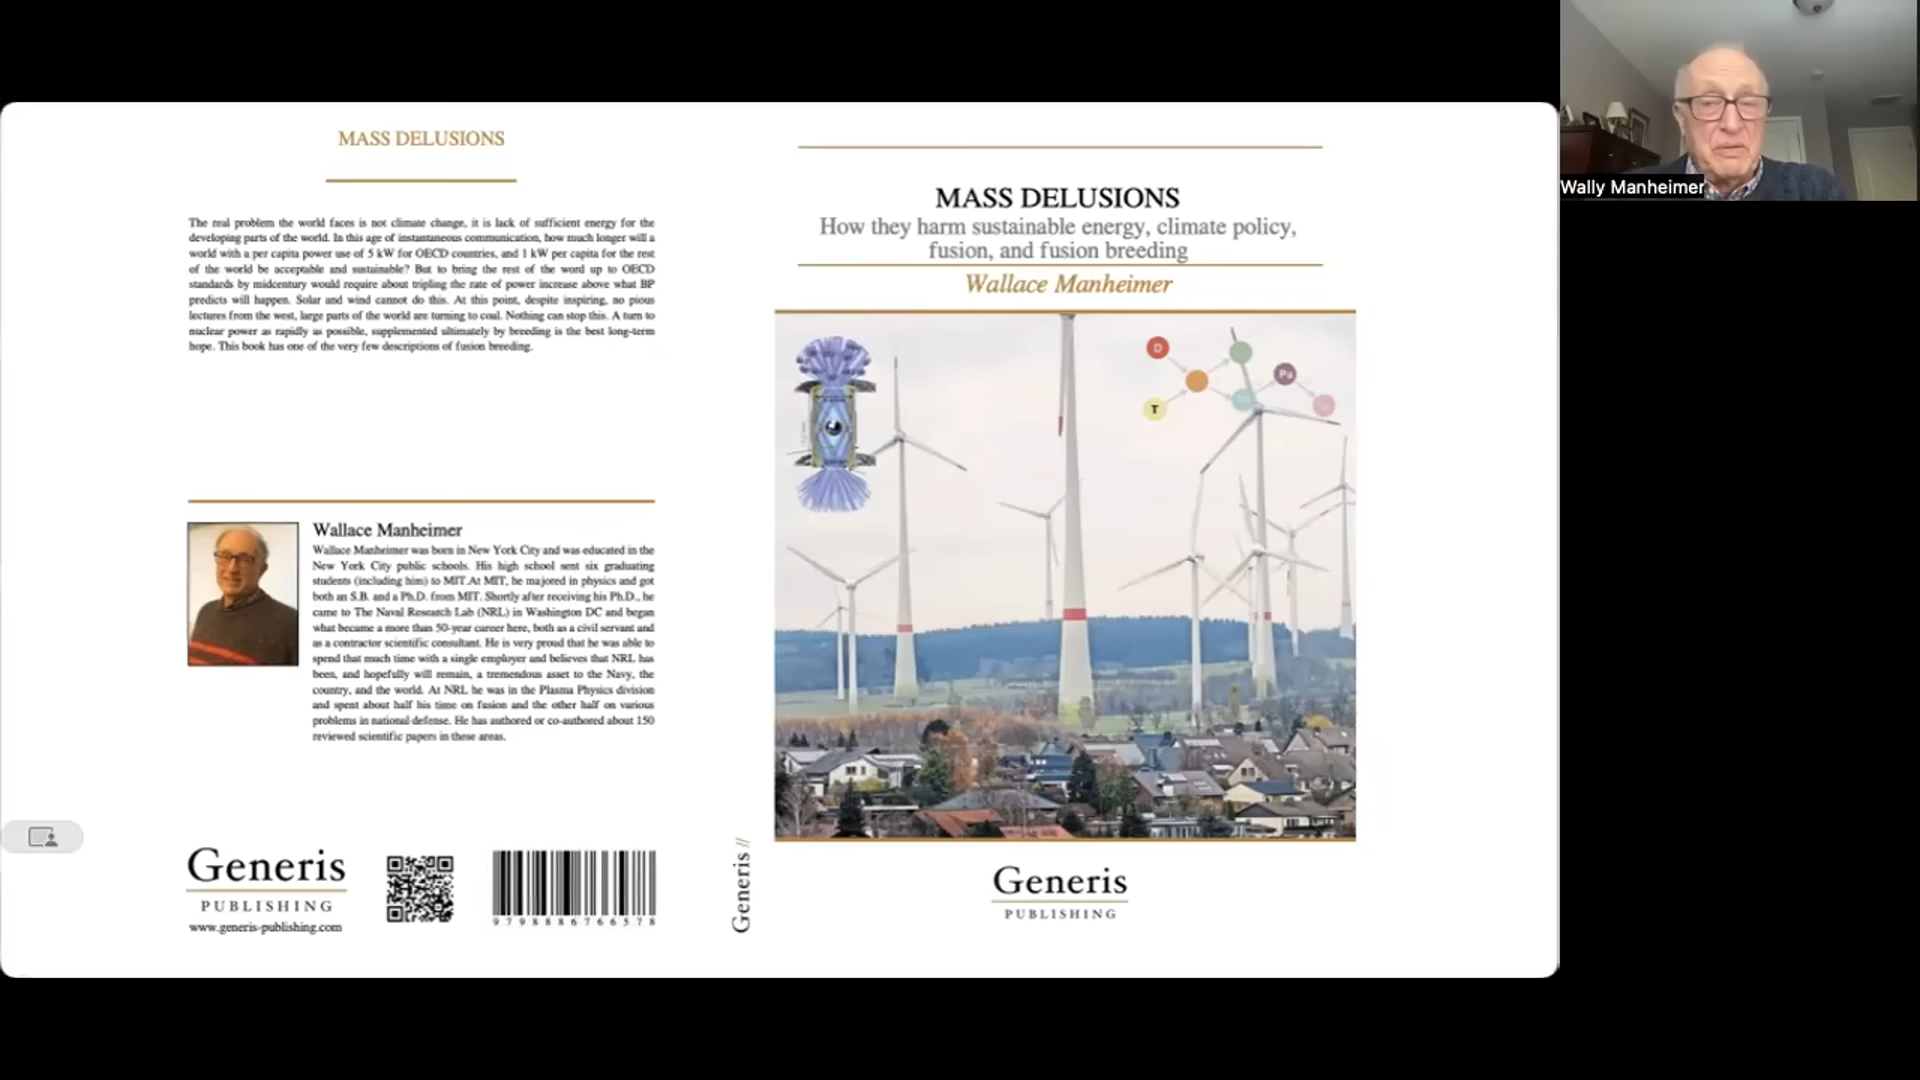 MASS DELUSIONS
The real problem the world faces is not climate change, it is lack of sufficient energy for the
developing parts of the world. In this age of instantaneous communication, how much longer will a
world with a per capita power use of 5 kW for OECD countries, and 1 kW per capita for the rest
of the world be acceptable and sustainable? But to bring the rest of the word up to OECD
standards by midcentury would require about tripling the rate of power increase above what BP
predicts will happen. Solar and wind cannot do this. At this point, despite inspiring, no pious
lectures from the west, large parts of the world are turning to coal. Nothing can stop this. A turn to
nuclear power as rapidly as possible, supplemented ultimately by breeding is the best long-term
hope. This book has one of the very few descriptions of fusion breeding.
Wallace Manheimer
Wallace Manheimer was born in New York City and was educated in the
New York City public schools. His high school sent six graduating
students (including him) to MIT.At MIT, he majored in physics and got
both an S.B. and a Ph.D. from MIT. Shortly after receiving his Ph.D., he
came to The Naval Research Lab (NRL) in Washington DC and began
what became a more than 50-year career here, both as a civil servant and
as a contractor scientific consultant. He is very proud that he was able to
spend that much time with a single employer and believes that NRL has
been, and hopefully will remain, a tremendous asset to the Navy, the
country, and the world. At NRL he was in the Plasma Physics division
and spent about half his time on fusion and the other half on various
problems in national defense. He has authored or co-authored about 150
reviewed scientific papers in these areas.
Generis
PUBLISHING
www.generis-publishing.com
9798886766578
Generis //
MASS DELUSIONS
How they harm sustainable energy, climate policy,
fusion, and fusion breeding
Wallace Manheimer
D
Pa
T
Generis
PUBLISHING
Wally Manheimer